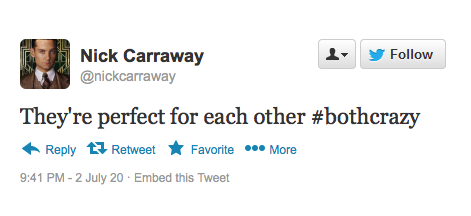 Nick Carraway
@nickcarraway
Follow
They're perfect for each other #bothcrazy
Reply Retweet Favorite More
9:41 PM - 2 July 20 · Embed this Tweet